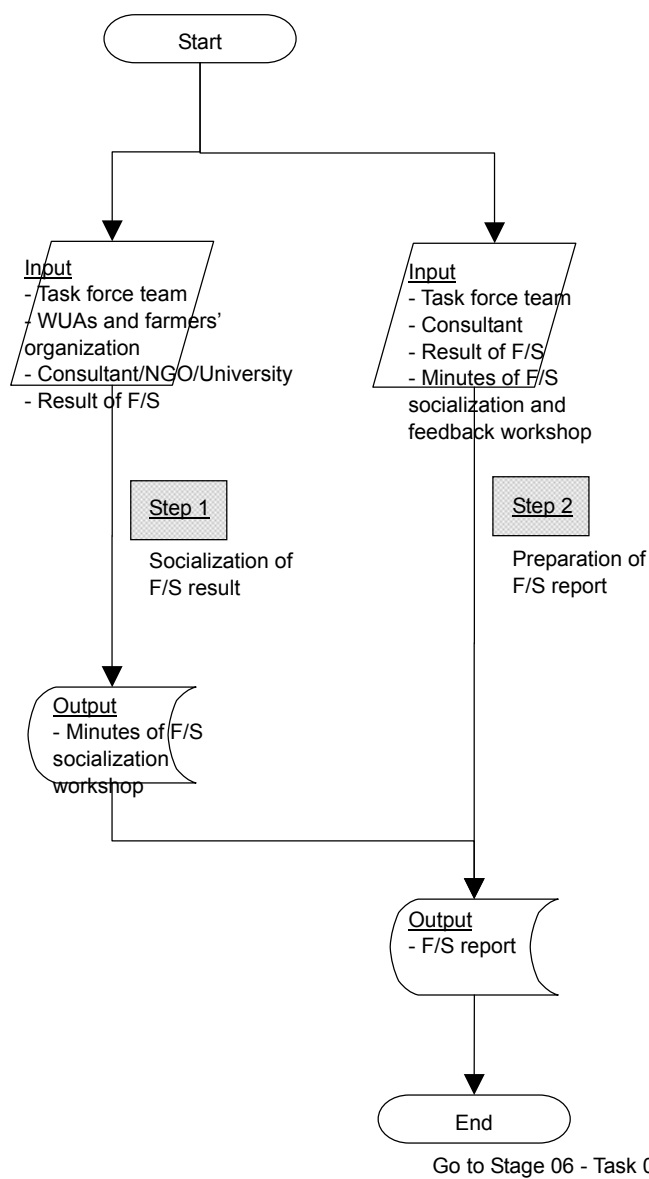 Start
Input
- Task force team
- WUAs and farmers’
organization
- Consultant/NGO/University
- Result of F/S
Input
- Task force team
- Consultant
- Result of F/S
- Minutes of F/S
socialization and
feedback workshop
Step 1
Socialization of
F/S result
Step 2
Preparation of
F/S report
Output
- Minutes of F/S
socialization
workshop
Output
- F/S report
End
Go to Stage 06 - Task